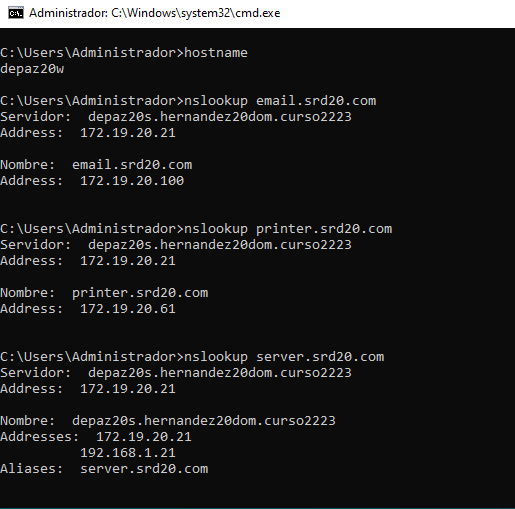 Administrador: C:\Windows\system32\cmd.exe
C:\Users\Administrador>hostname
depaz20w
C:\Users\Administrador>nslookup email.srd20.com
Servidor:  depaz20s.hernandez20dom.curso2223
Address:  172.19.20.21
Nombre:  email.srd20.com
Address:  172.19.20.100
C:\Users\Administrador>nslookup printer.srd20.com
Servidor:  depaz20s.hernandez20dom.curso2223
Address:  172.19.20.21
Nombre:  printer.srd20.com
Address:  172.19.20.61
C:\Users\Administrador>nslookup server.srd20.com
Servidor:  depaz20s.hernandez20dom.curso2223
Address:  172.19.20.21
Nombre:  depaz20s.hernandez20dom.curso2223
Addresses:  172.19.20.21
192.168.1.21
Aliases:  server.srd20.com